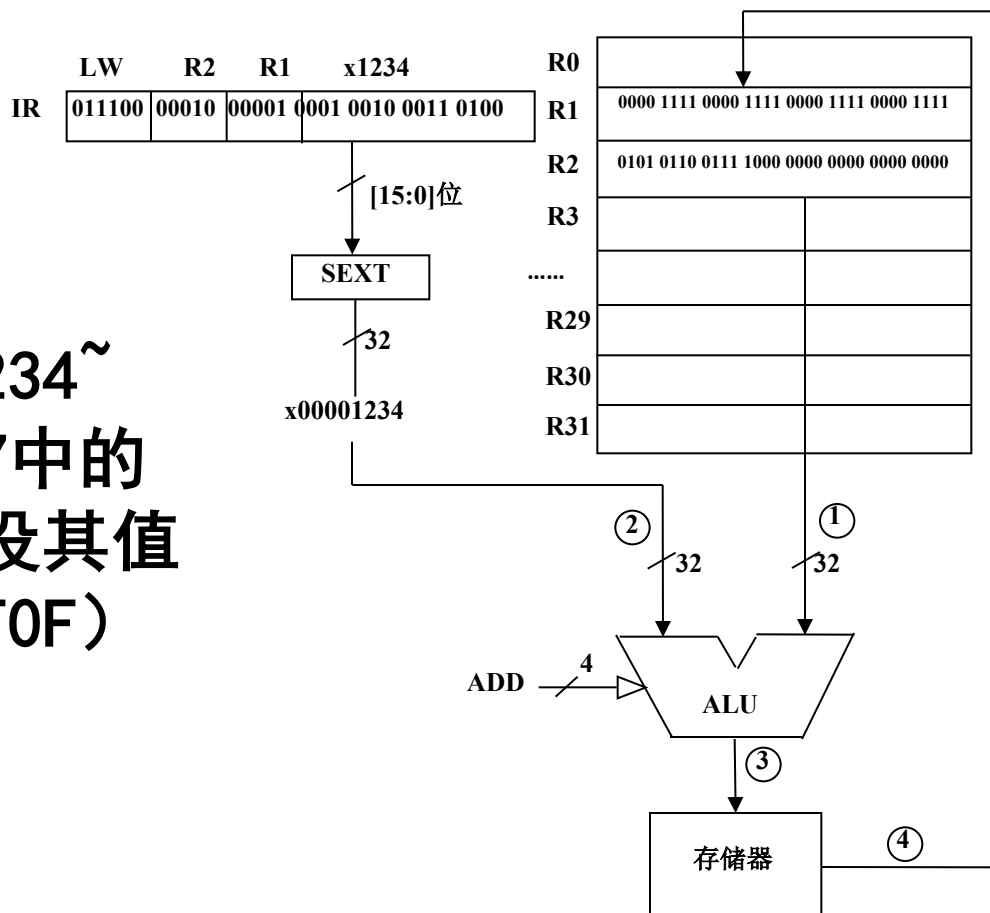 LW R2 R1 x1234
IR 011100 00010 00001 0001 0010 0011 0100
[15:0]位
SEXT
32
x00001234
R0
R1 0000 1111 0000 1111 0000 1111 0000 1111
R2 0101 0110 0111 1000 0000 0000 0000 0000
R3
......
R29
R30
R31
234~
7中的
设其值
F0F）
② ①
32 32
ADD 4
ALU
③
存储器
④